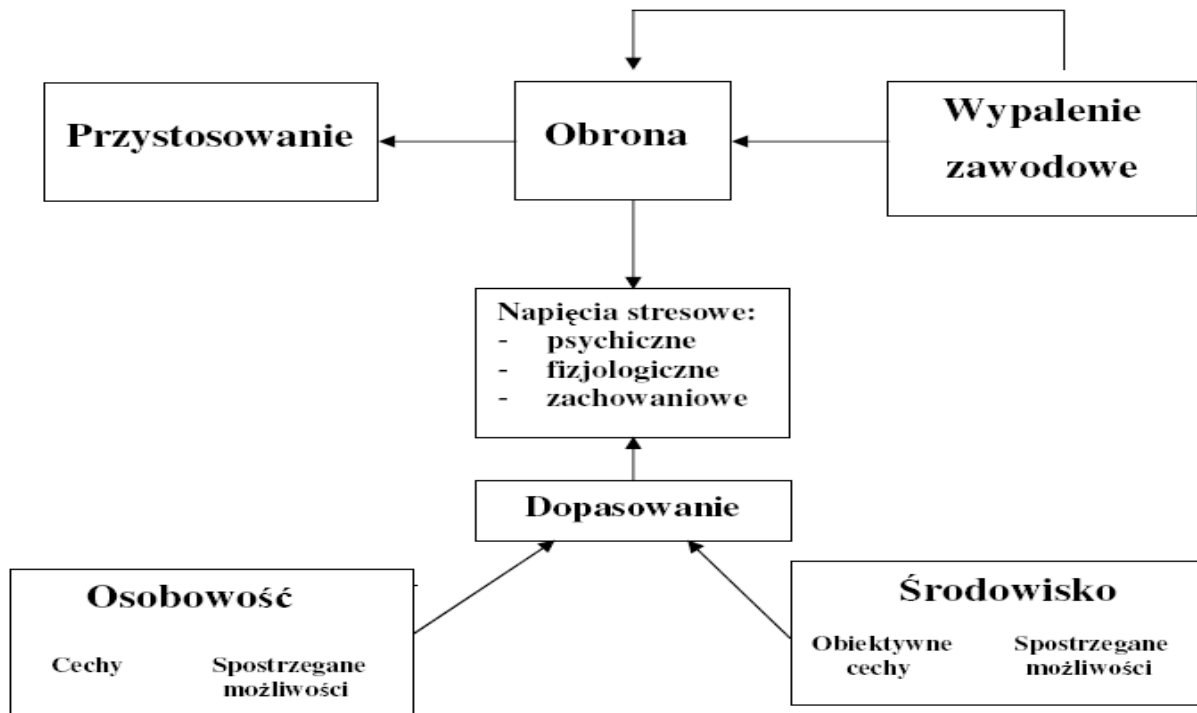 Przystosowanie
Obrona
Wypalenie
zawodowe
Napięcia stresowe:
- psychiczne
- fizjologiczne
- zachowaniowe
Dopasowanie
Osobowość
Cechy
Spostrzegane
możliwości
Środowisko
Obiektywne
cechy
Spostrzegane
możliwości